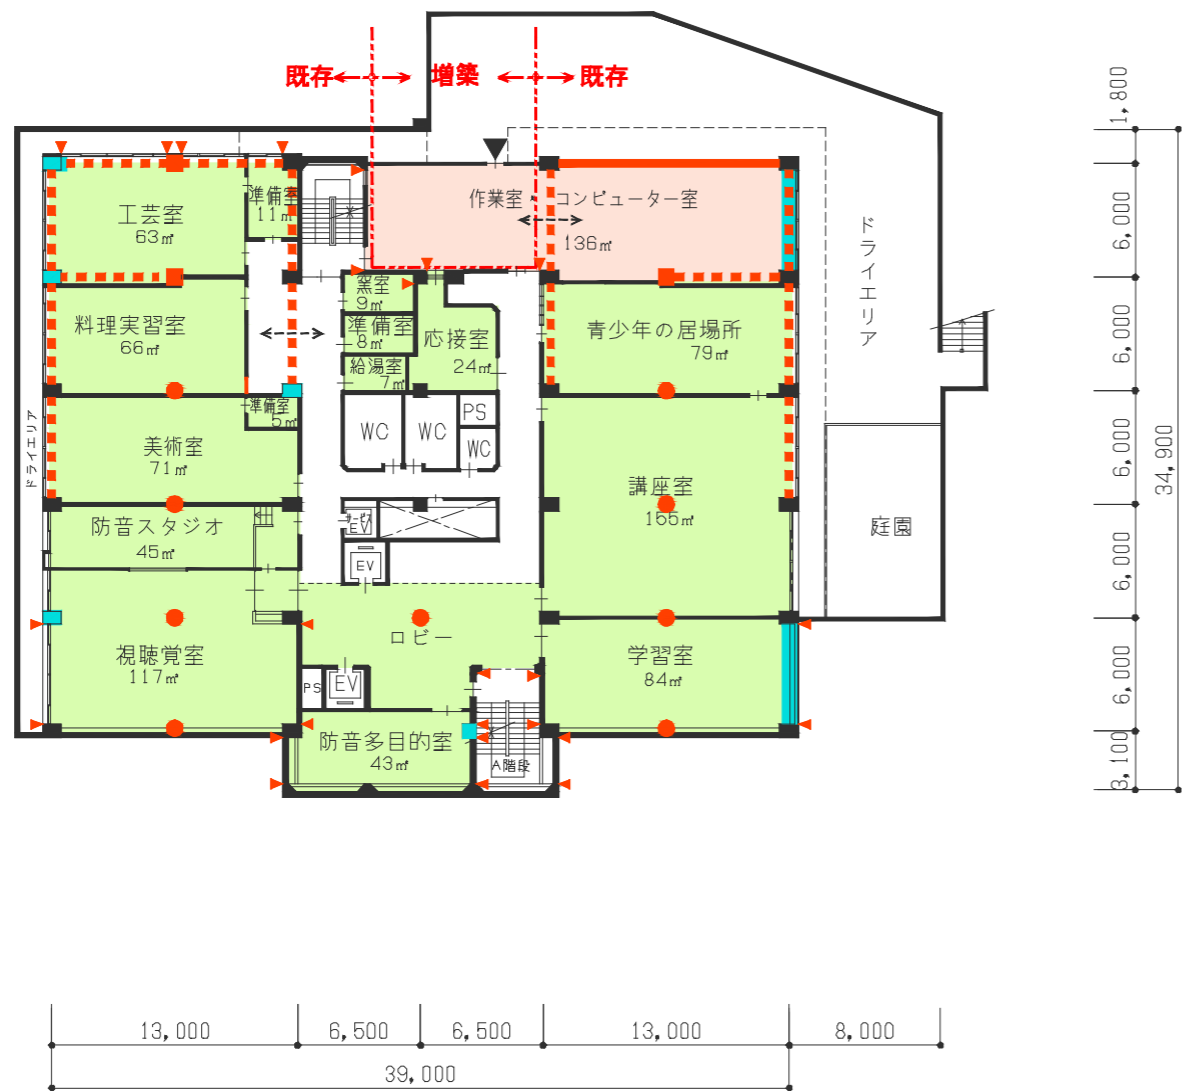 既存 増築 既存
1,800
作業室・コンピューター室
136㎡
準備室
11㎡
工芸室
63㎡
ドライエリア
6,000
窯室
9㎡
料理実習室
66㎡
準備室
8㎡
応接室
24㎡
青少年の居場所
79㎡
6,000
給湯室
7㎡
準備室
5㎡
ドライエリア
美術室
71㎡
WC
WC
PS
WC
講座室
155㎡
6,000
34,900
防音スタジオ
45㎡
EV
EV
庭園
6,000
ロビー
視聴覚室
117㎡
PS
EV
学習室
84㎡
6,000
防音多目的室
43㎡
A階段
3,100
13,000
6,500
6,500
13,000
8,000
39,000